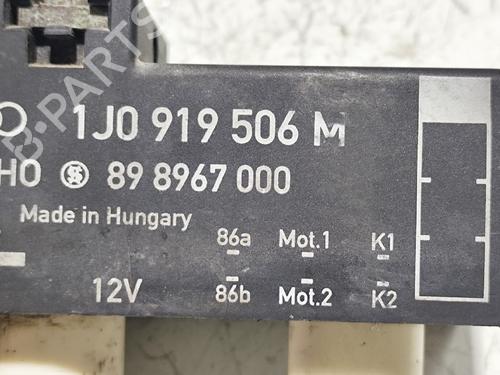 1J0 919 506 M
HO 89 8967 000
Made in Hungary
86a Mot.1 K1
12V 86b Mot.2 K2
B-PARTS